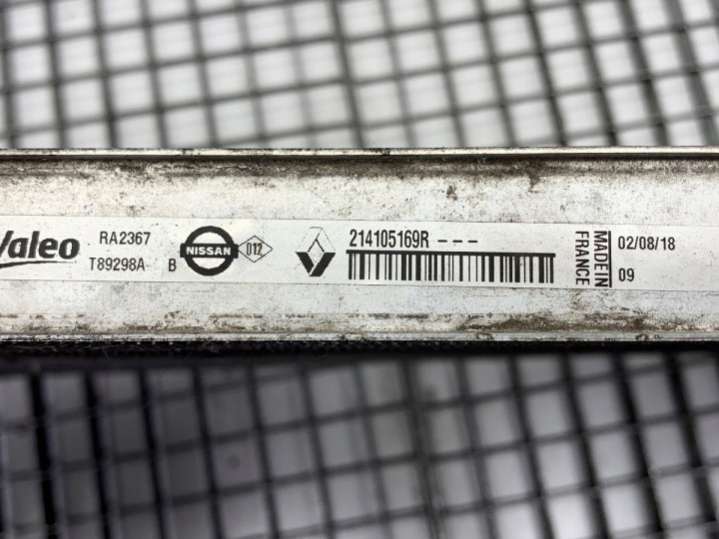 Valeo
RA2367
T89298A B
NISSAN
D12
214105169R - - -
MADE IN
FRANCE
02/08/18
09